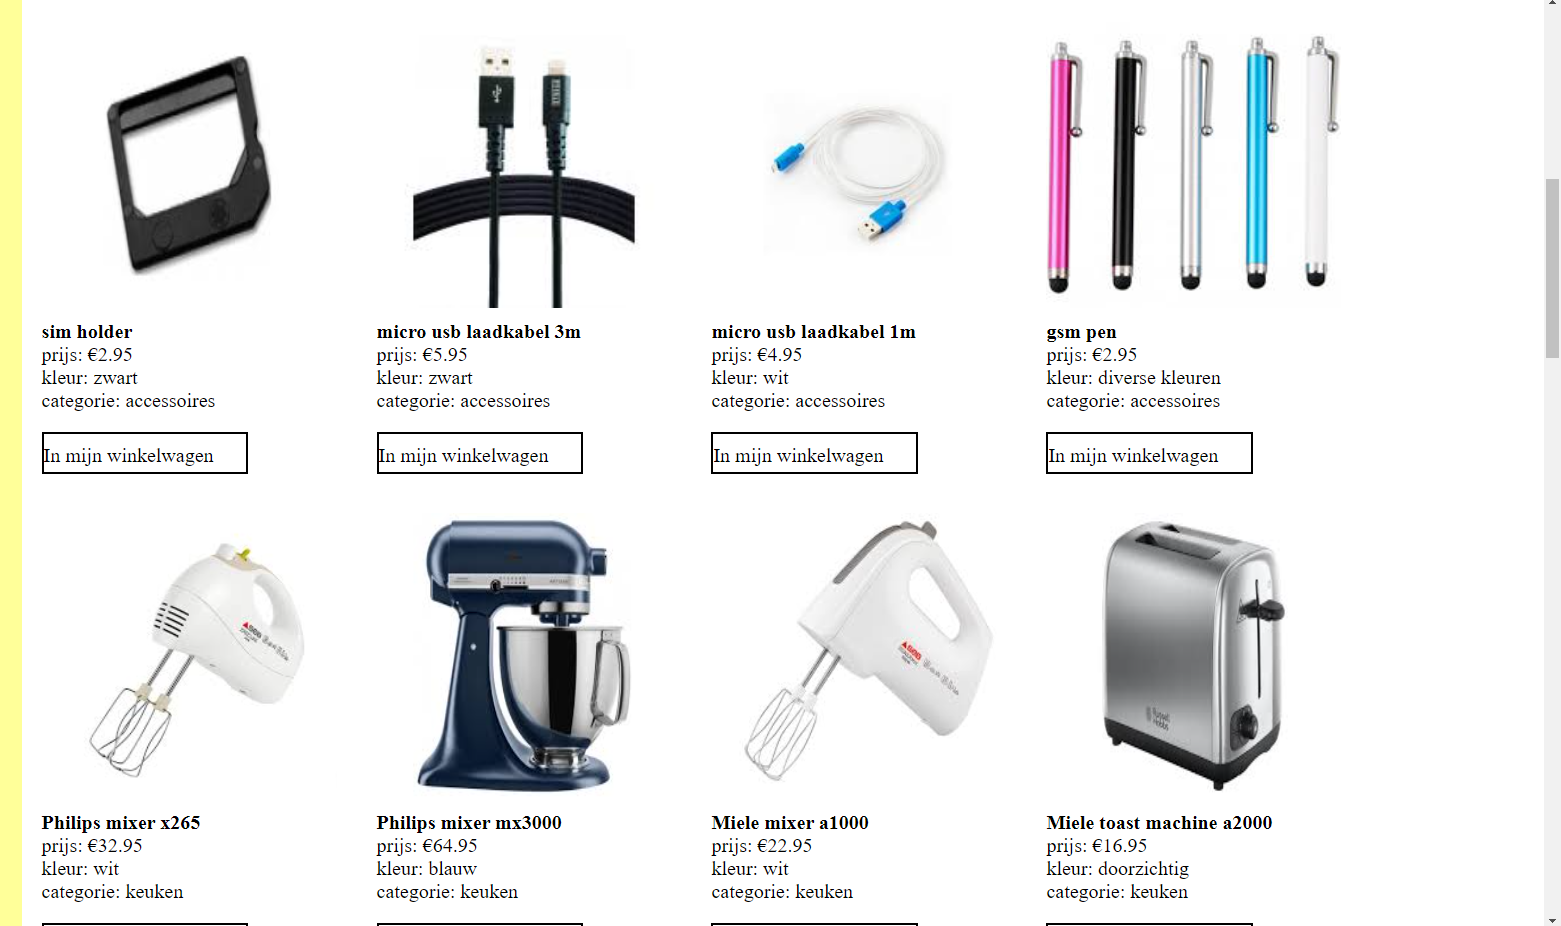 sim holder
prijs: €2.95
kleur: zwart
categorie: accessoires
In mijn winkelwagen
micro usb laadkabel 3m
prijs: €5.95
kleur: zwart
categorie: accessoires
In mijn winkelwagen
micro usb laadkabel 1m
prijs: €4.95
kleur: wit
categorie: accessoires
In mijn winkelwagen
gsm pen
prijs: €2.95
kleur: diverse kleuren
categorie: accessoires
In mijn winkelwagen
SEB
Philips mixer x265
prijs: €32.95
kleur: wit
categorie: keuken
Philips mixer mx3000
prijs: €64.95
kleur: blauw
categorie: keuken
SEB
Miele mixer a1000
prijs: €22.95
kleur: wit
categorie: keuken
Russell
Hobbs
Miele toast machine a2000
prijs: €16.95
kleur: doorzichtig
categorie: keuken